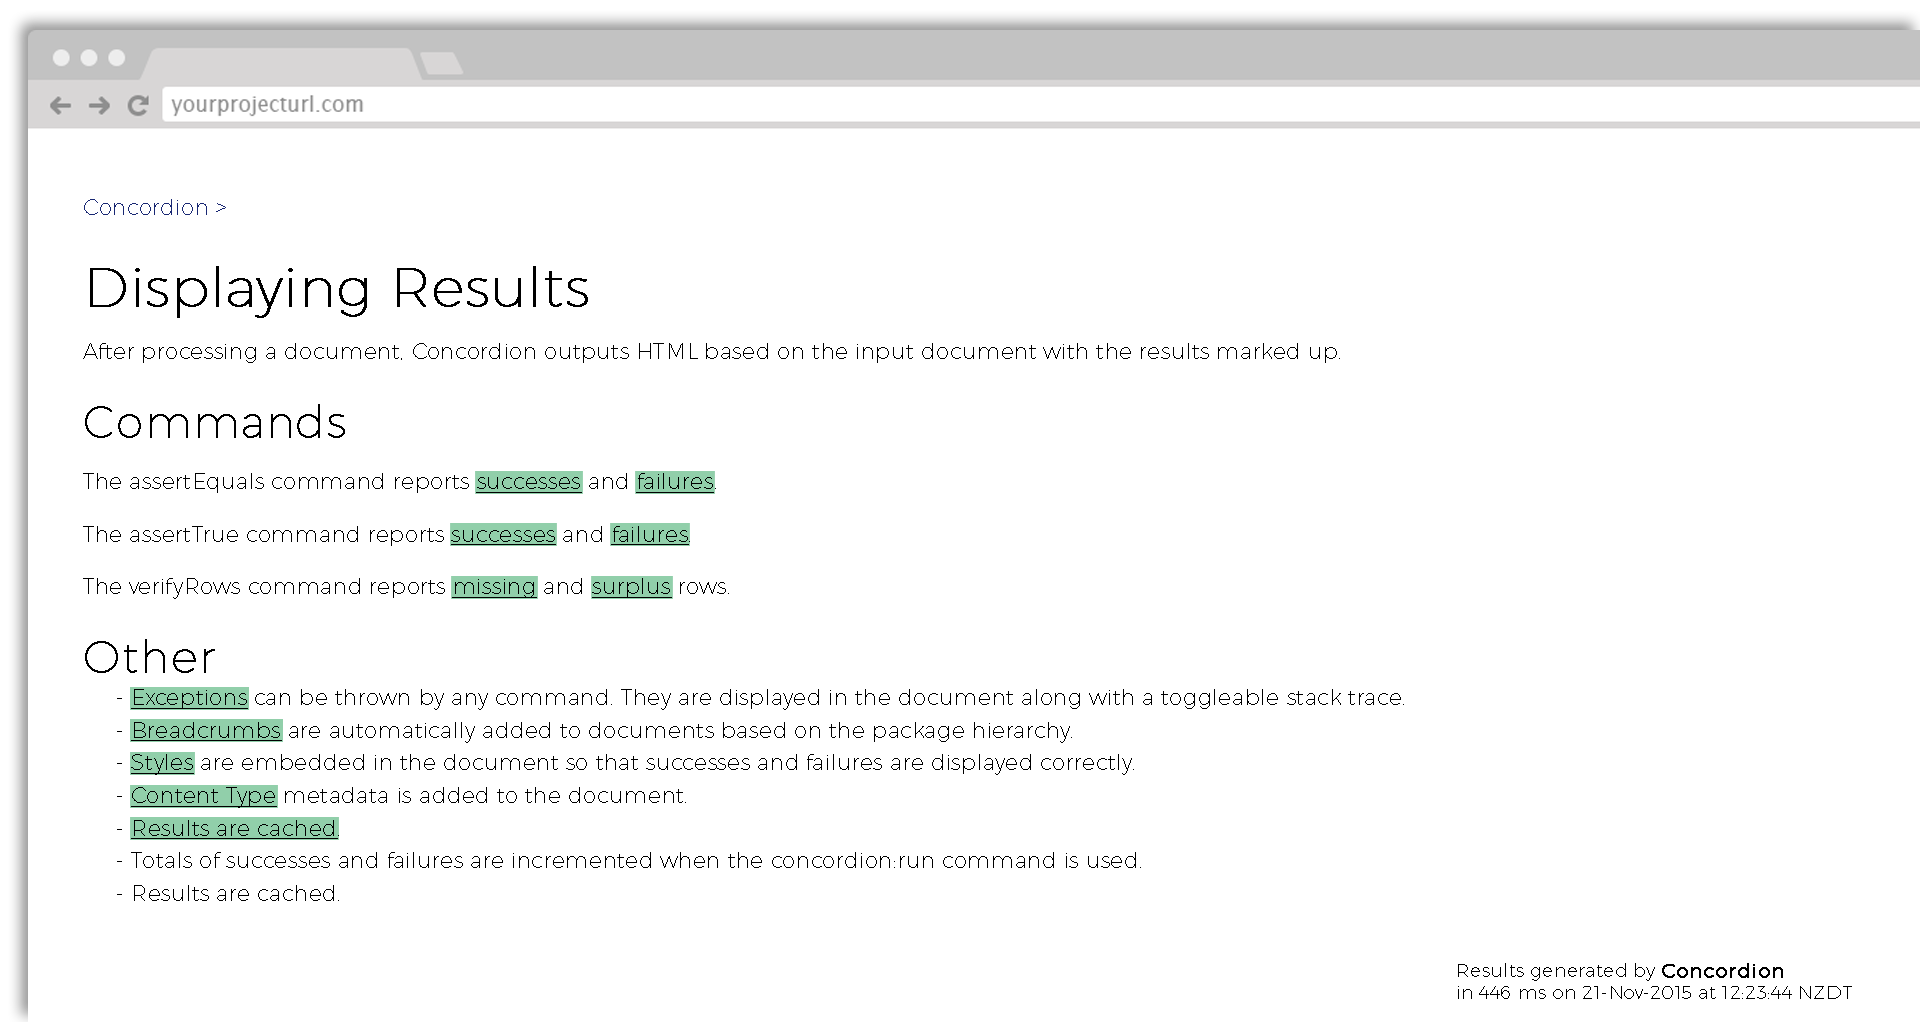 yourprojecturl.com
Concordion >
Displaying Results
After processing a document, Concordion outputs HTML based on the input document with the results marked up.
Commands
The assertEquals command reports successes and failures.
The assertTrue command reports successes and failures.
The verifyRows command reports missing and surplus rows.
Other
- Exceptions can be thrown by any command. They are displayed in the document along with a toggleable stack trace.
- Breadcrumbs are automatically added to documents based on the package hierarchy.
- Styles are embedded in the document so that successes and failures are displayed correctly.
- Content Type metadata is added to the document.
- Results are cached.
- Totals of successes and failures are incremented when the concordion:run command is used.
- Results are cached.
Results generated by Concordion
in 446 ms on 21-Nov-2015 at 12:23:44 NZDT